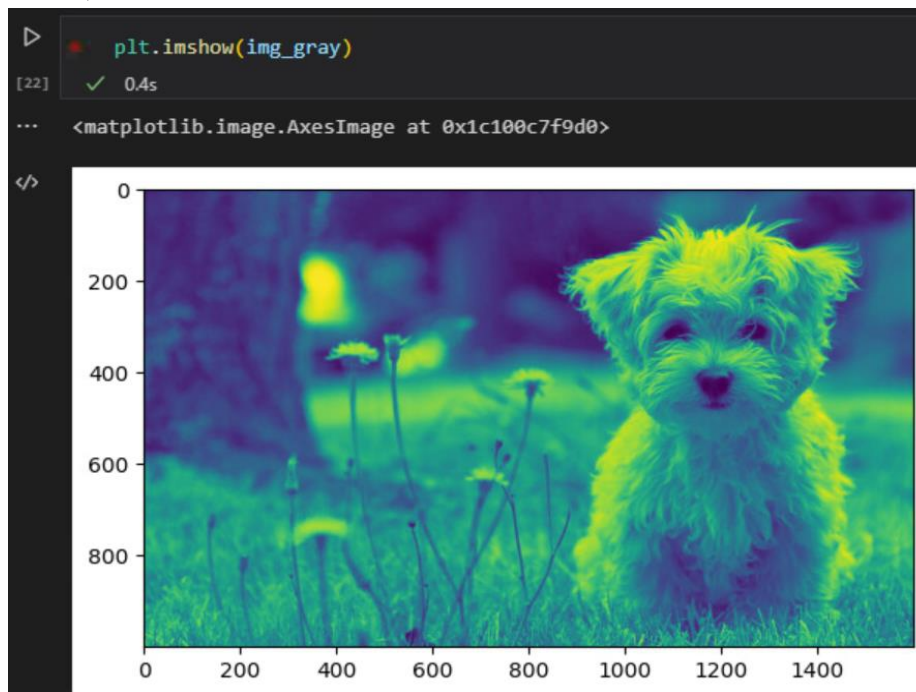 plt.imshow(img_gray)
[22]
0.4s
...
<matplotlib.image.AxesImage at 0x1c100c7f9d0>
</>
0
200
400
600
800
0 200 400 600 800 1000 1200 1400